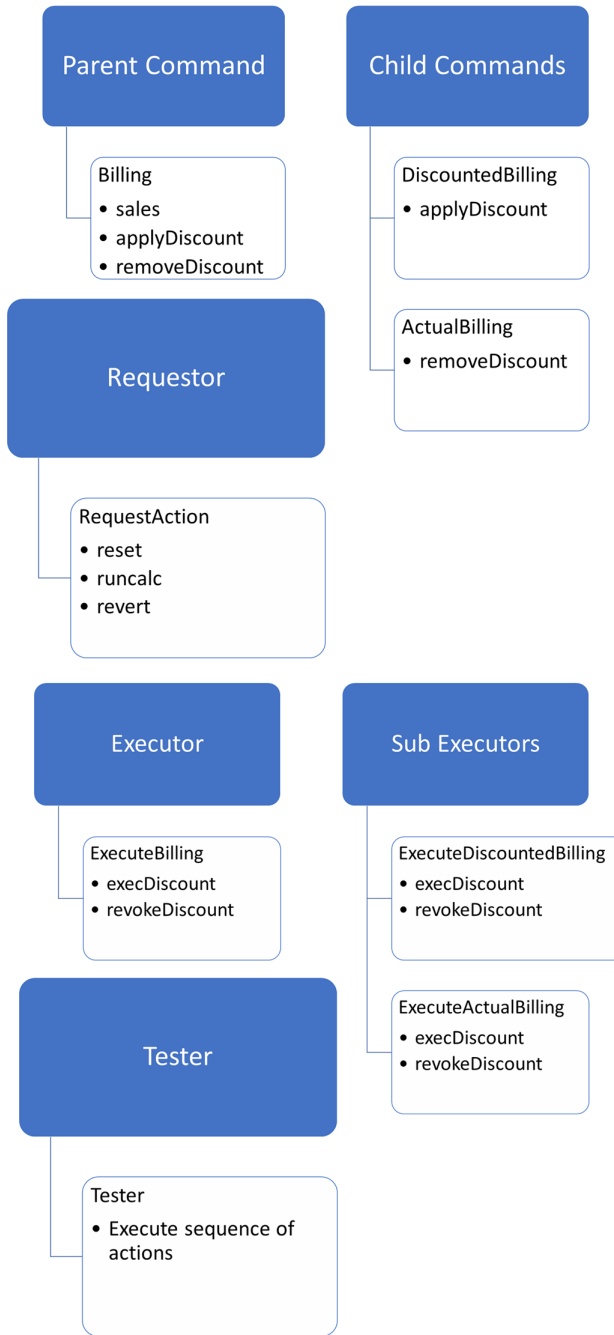 Parent Command
Billing
• sales
• applyDiscount
• removeDiscount
Child Commands
DiscountedBilling
• applyDiscount
ActualBilling
• removeDiscount
Requestor
RequestAction
• reset
• runcalc
• revert
Executor
ExecuteBilling
• execDiscount
• revokeDiscount
Sub Executors
ExecuteDiscountedBilling
• execDiscount
• revokeDiscount
ExecuteActualBilling
• execDiscount
• revokeDiscount
Tester
Tester
• Execute sequence of
actions